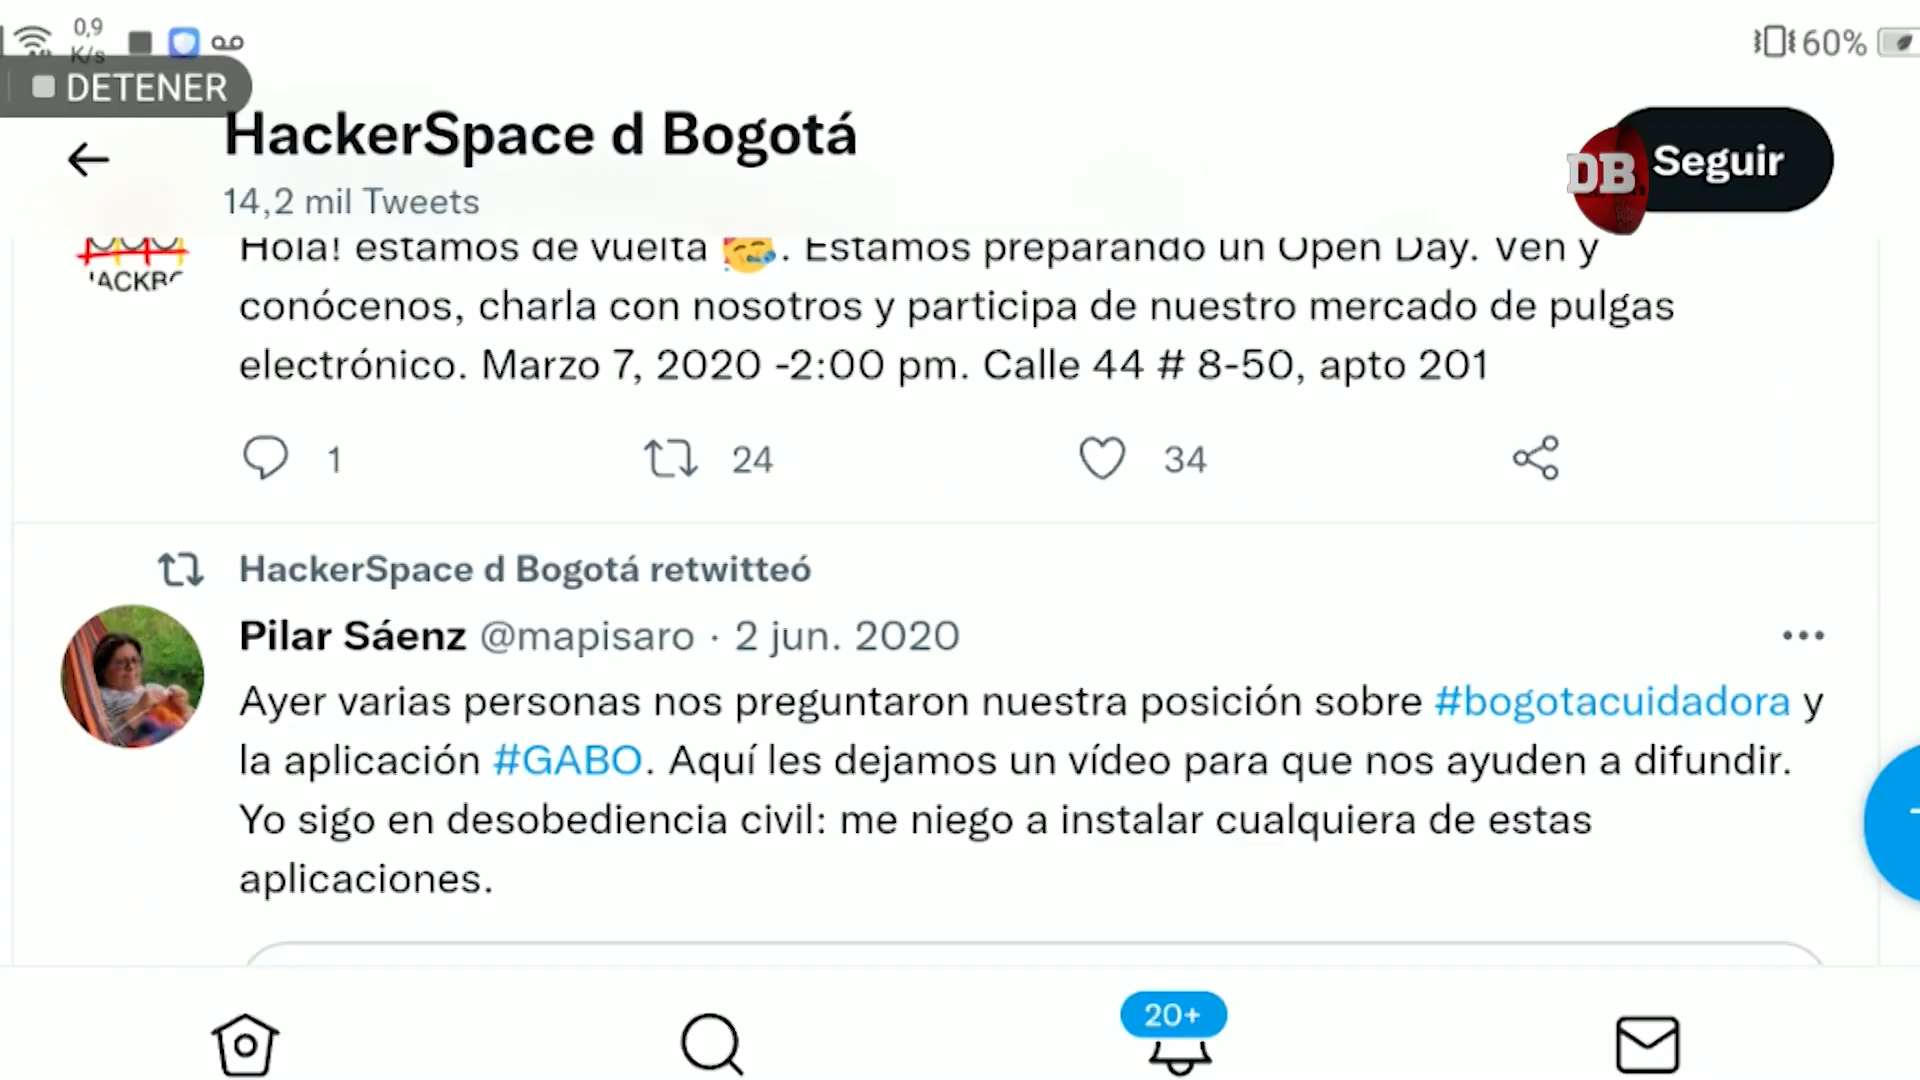 0,9
K/s
60%
DETENER
HackerSpace d Bogotá
14,2 mil Tweets
DB
Seguir
Hola! estamos de vuelta 🥳. Estamos preparando un Open Day. Ven y
conócenos, charla con nosotros y participa de nuestro mercado de pulgas
electrónico. Marzo 7, 2020 -2:00 pm. Calle 44 # 8-50, apto 201
1
24
34
HackerSpace d Bogotá retwitteó
Pilar Sáenz @mapisaro · 2 jun. 2020
Ayer varias personas nos preguntaron nuestra posición sobre #bogotacuidadora y
la aplicación #GABO. Aquí les dejamos un vídeo para que nos ayuden a difundir.
Yo sigo en desobediencia civil: me niego a instalar cualquiera de estas
aplicaciones.
20+